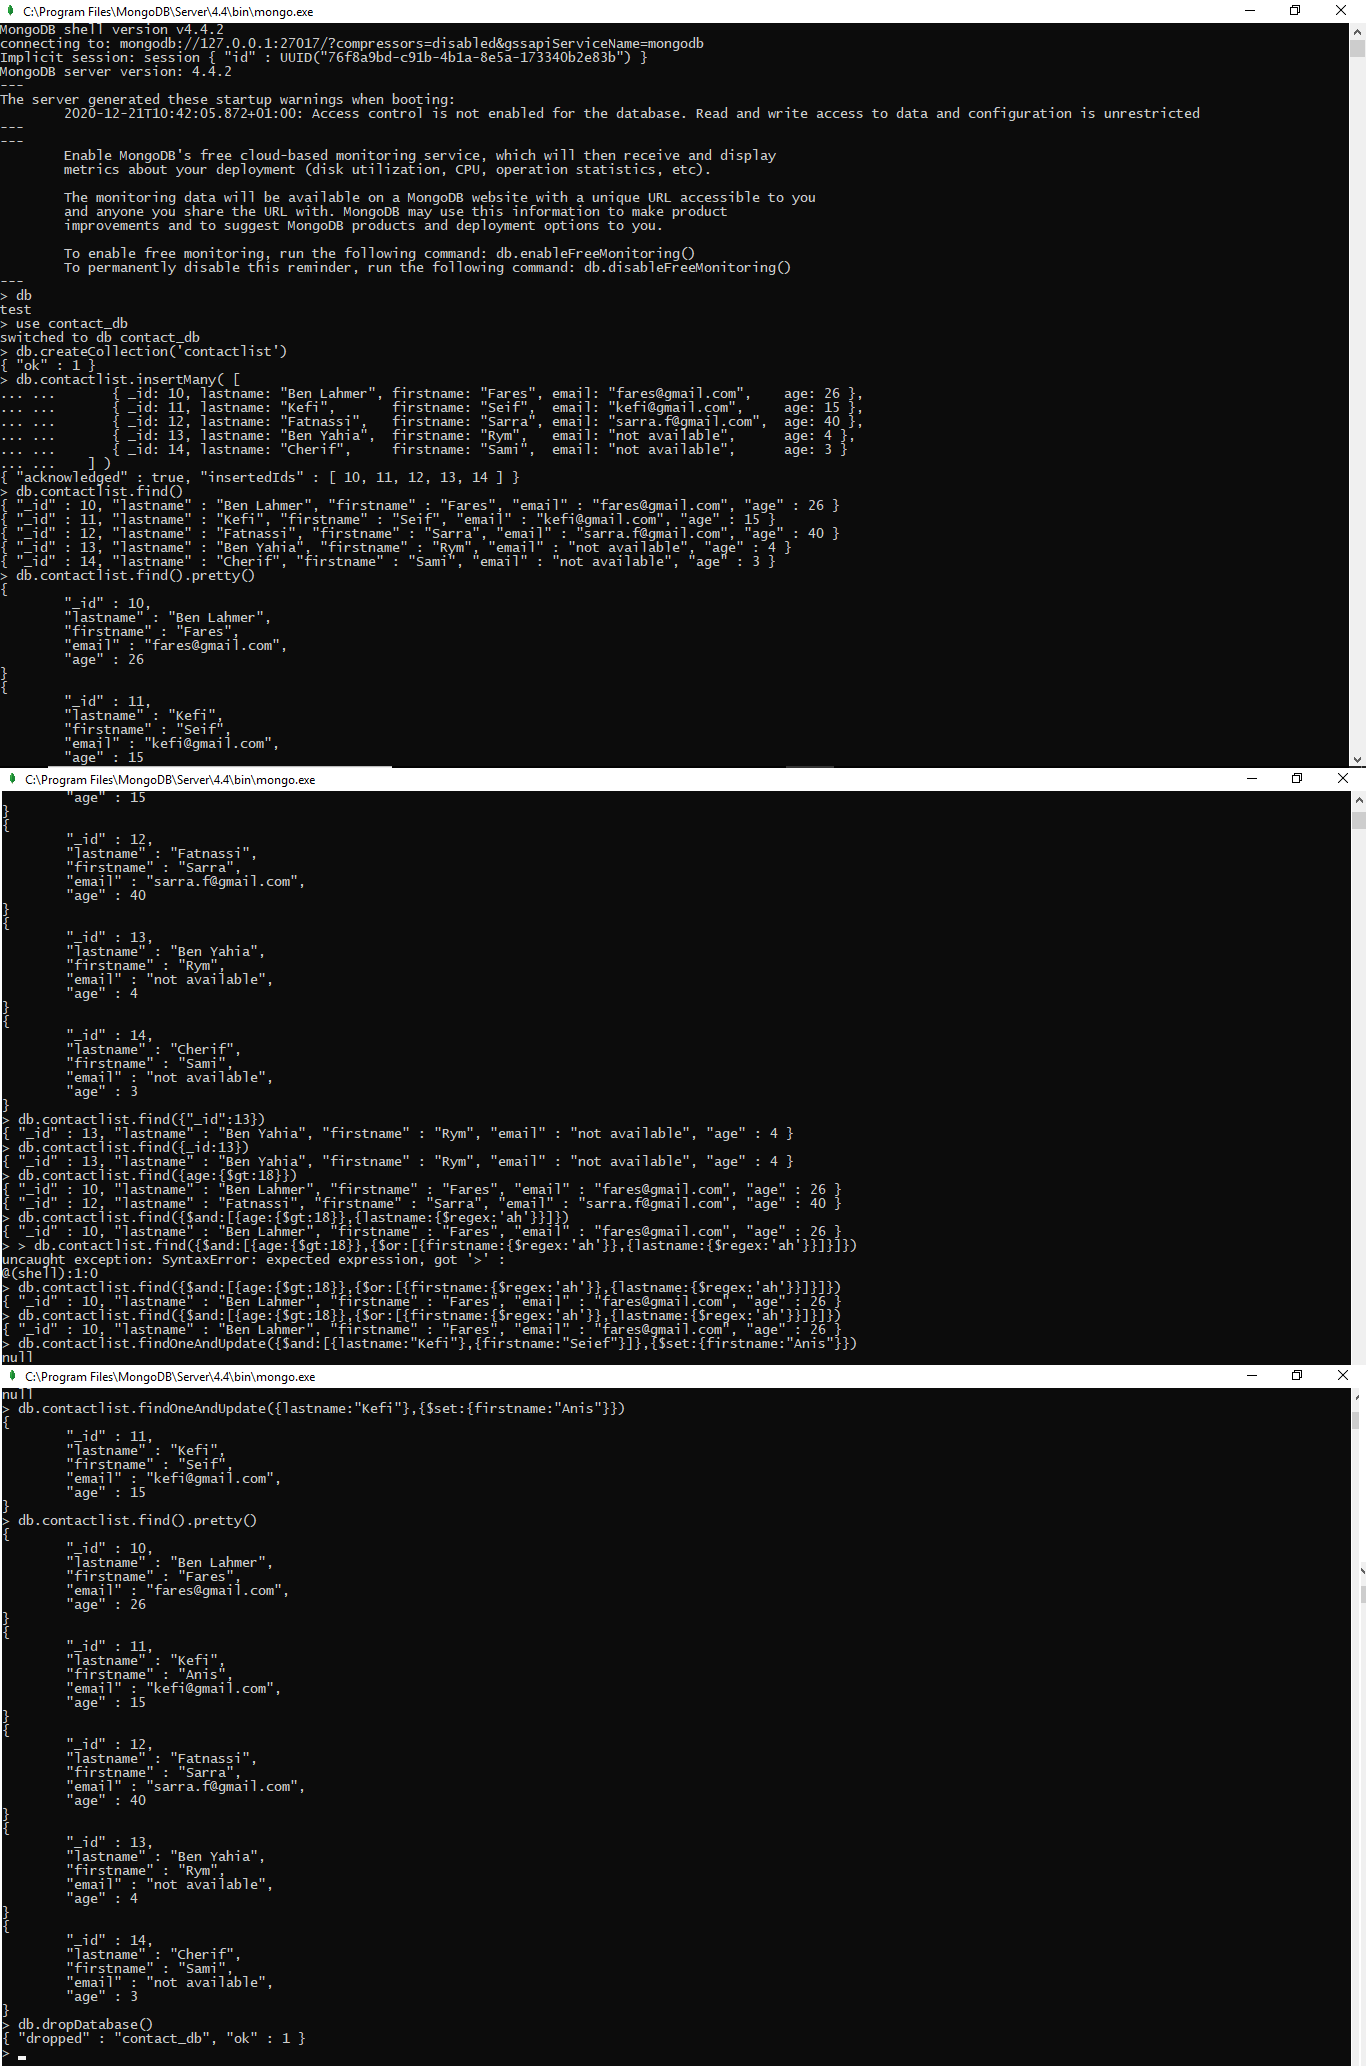 C:\Program Files\MongoDB\Server\4.4\bin\mongo.exe
MongoDB shell version v4.4.2
connecting to: mongodb://127.0.0.1:27017/?compressors=disabled&gssapiServiceName=mongodb
Implicit session: session { "id" : UUID("76f8a9bd-c91b-4b1a-8e5a-173340b2e83b") }
MongoDB server version: 4.4.2
---
The server generated these startup warnings when booting:
        2020-12-21T10:42:05.872+01:00: Access control is not enabled for the database. Read and write access to data and configuration is unrestricted
---
---
        Enable MongoDB's free cloud-based monitoring service, which will then receive and display
        metrics about your deployment (disk utilization, CPU, operation statistics, etc).

        The monitoring data will be available on a MongoDB website with a unique URL accessible to you
        and anyone you share the URL with. MongoDB may use this information to make product
        improvements and to suggest MongoDB products and deployment options to you.

        To enable free monitoring, run the following command: db.enableFreeMonitoring()
        To permanently disable this reminder, run the following command: db.disableFreeMonitoring()
---
> db
test
> use contact_db
switched to db contact_db
> db.createCollection('contactlist')
{ "ok" : 1 }
> db.contactlist.insertMany( [
... ...       { _id: 10, lastname: "Ben Lahmer", firstname: "Fares", email: "fares@gmail.com",    age: 26 },
... ...       { _id: 11, lastname: "Kefi",       firstname: "Seif",  email: "kefi@gmail.com",     age: 15 },
... ...       { _id: 12, lastname: "Fatnassi",   firstname: "Sarra", email: "sarra.f@gmail.com",  age: 40 },
... ...       { _id: 13, lastname: "Ben Yahia",  firstname: "Rym",   email: "not available",      age: 4 },
... ...       { _id: 14, lastname: "Cherif",     firstname: "Sami",  email: "not available",      age: 3 }
... ...    ] )
{ "acknowledged" : true, "insertedIds" : [ 10, 11, 12, 13, 14 ] }
> db.contactlist.find()
{ "_id" : 10, "lastname" : "Ben Lahmer", "firstname" : "Fares", "email" : "fares@gmail.com", "age" : 26 }
{ "_id" : 11, "lastname" : "Kefi", "firstname" : "Seif", "email" : "kefi@gmail.com", "age" : 15 }
{ "_id" : 12, "lastname" : "Fatnassi", "firstname" : "Sarra", "email" : "sarra.f@gmail.com", "age" : 40 }
{ "_id" : 13, "lastname" : "Ben Yahia", "firstname" : "Rym", "email" : "not available", "age" : 4 }
{ "_id" : 14, "lastname" : "Cherif", "firstname" : "Sami", "email" : "not available", "age" : 3 }
> db.contactlist.find().pretty()
{
        "_id" : 10,
        "lastname" : "Ben Lahmer",
        "firstname" : "Fares",
        "email" : "fares@gmail.com",
        "age" : 26
}
{
        "_id" : 11,
        "lastname" : "Kefi",
        "firstname" : "Seif",
        "email" : "kefi@gmail.com",
        "age" : 15
C:\Program Files\MongoDB\Server\4.4\bin\mongo.exe
        "age" : 15
}
{
        "_id" : 12,
        "lastname" : "Fatnassi",
        "firstname" : "Sarra",
        "email" : "sarra.f@gmail.com",
        "age" : 40
}
{
        "_id" : 13,
        "lastname" : "Ben Yahia",
        "firstname" : "Rym",
        "email" : "not available",
        "age" : 4
}
{
        "_id" : 14,
        "lastname" : "Cherif",
        "firstname" : "Sami",
        "email" : "not available",
        "age" : 3
}
> db.contactlist.find({"_id":13})
{ "_id" : 13, "lastname" : "Ben Yahia", "firstname" : "Rym", "email" : "not available", "age" : 4 }
> db.contactlist.find({_id:13})
{ "_id" : 13, "lastname" : "Ben Yahia", "firstname" : "Rym", "email" : "not available", "age" : 4 }
> db.contactlist.find({age:{$gt:18}})
{ "_id" : 10, "lastname" : "Ben Lahmer", "firstname" : "Fares", "email" : "fares@gmail.com", "age" : 26 }
{ "_id" : 12, "lastname" : "Fatnassi", "firstname" : "Sarra", "email" : "sarra.f@gmail.com", "age" : 40 }
> db.contactlist.find({$and:[{age:{$gt:18}},{lastname:{$regex:'ah'}}]})
{ "_id" : 10, "lastname" : "Ben Lahmer", "firstname" : "Fares", "email" : "fares@gmail.com", "age" : 26 }
> > db.contactlist.find({$and:[{age:{$gt:18}},{$or:[{firstname:{$regex:'ah'}},{lastname:{$regex:'ah'}}]}]})
uncaught exception: SyntaxError: expected expression, got '>' :
@(shell):1:0
> db.contactlist.find({$and:[{age:{$gt:18}},{$or:[{firstname:{$regex:'ah'}},{lastname:{$regex:'ah'}}]}]})
{ "_id" : 10, "lastname" : "Ben Lahmer", "firstname" : "Fares", "email" : "fares@gmail.com", "age" : 26 }
> db.contactlist.find({$and:[{age:{$gt:18}},{$or:[{firstname:{$regex:'ah'}},{lastname:{$regex:'ah'}}]}]})
{ "_id" : 10, "lastname" : "Ben Lahmer", "firstname" : "Fares", "email" : "fares@gmail.com", "age" : 26 }
> db.contactlist.findOneAndUpdate({$and:[{lastname:"Kefi"},{firstname:"Seief"}]},{$set:{firstname:"Anis"}})
null
C:\Program Files\MongoDB\Server\4.4\bin\mongo.exe
null
> db.contactlist.findOneAndUpdate({lastname:"Kefi"},{$set:{firstname:"Anis"}})
{
        "_id" : 11,
        "lastname" : "Kefi",
        "firstname" : "Seif",
        "email" : "kefi@gmail.com",
        "age" : 15
}
> db.contactlist.find().pretty()
{
        "_id" : 10,
        "lastname" : "Ben Lahmer",
        "firstname" : "Fares",
        "email" : "fares@gmail.com",
        "age" : 26
}
{
        "_id" : 11,
        "lastname" : "Kefi",
        "firstname" : "Anis",
        "email" : "kefi@gmail.com",
        "age" : 15
}
{
        "_id" : 12,
        "lastname" : "Fatnassi",
        "firstname" : "Sarra",
        "email" : "sarra.f@gmail.com",
        "age" : 40
}
{
        "_id" : 13,
        "lastname" : "Ben Yahia",
        "firstname" : "Rym",
        "email" : "not available",
        "age" : 4
}
{
        "_id" : 14,
        "lastname" : "Cherif",
        "firstname" : "Sami",
        "email" : "not available",
        "age" : 3
}
> db.dropDatabase()
{ "dropped" : "contact_db", "ok" : 1 }
>